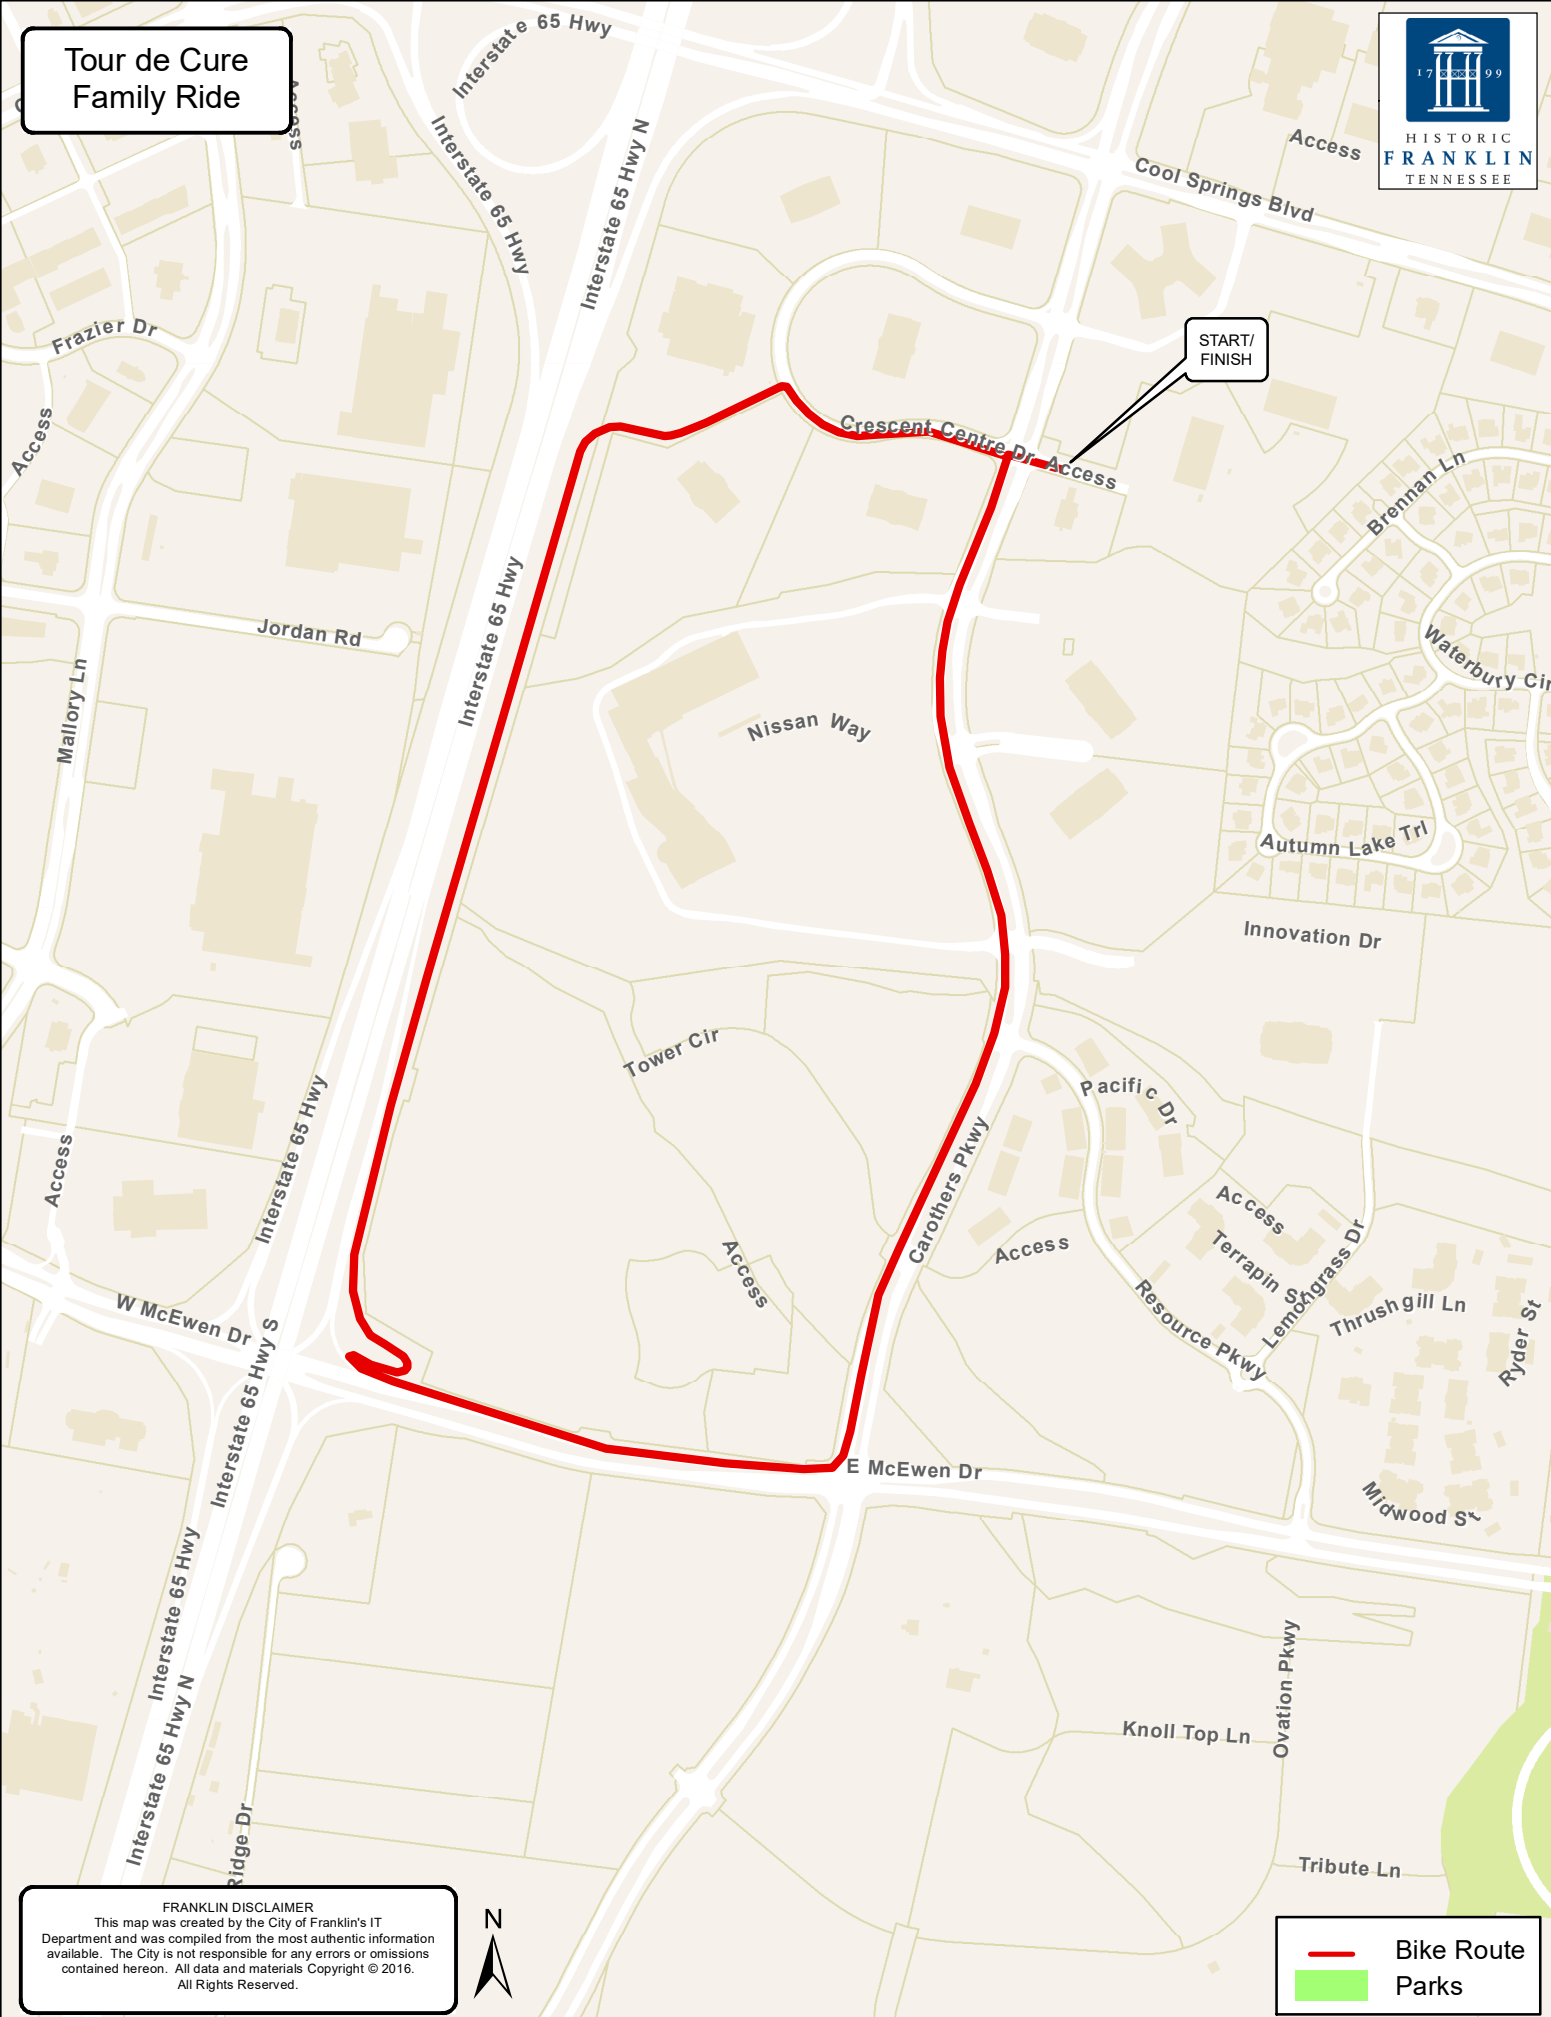 Tour de Cure
Family Ride
Interstate 65 Hwy
Access
Interstate 65 Hwy
Interstate 65 Hwy N
17 99
HISTORIC
FRANKLIN
TENNESSEE
Access
Cool Springs Blvd
Frazier Dr
START/
FINISH
Access
Crescent Centre Dr
Access
Brennan Ln
Interstate 65 Hwy
Jordan Rd
Waterbury Cir
Mallory Ln
Nissan Way
Autumn Lake Trl
Innovation Dr
Tower Cir
Pacific Dr
Interstate 65 Hwy
Access
Carothers Pkwy
Access
Access
Access
Terrapin St
Lemongrass Dr
Thrushgill Ln
Ryder St
Resource Pkwy
W McEwen Dr
Interstate 65 Hwy S
E McEwen Dr
Midwood St
Interstate 65 Hwy
Interstate 65 Hwy N
Ovation Pkwy
Knoll Top Ln
Ridge Dr
Tribute Ln
FRANKLIN DISCLAIMER
This map was created by the City of Franklin's IT
Department and was compiled from the most authentic information
available. The City is not responsible for any errors or omissions
contained hereon. All data and materials Copyright © 2016.
All Rights Reserved.
N
Bike Route
Parks